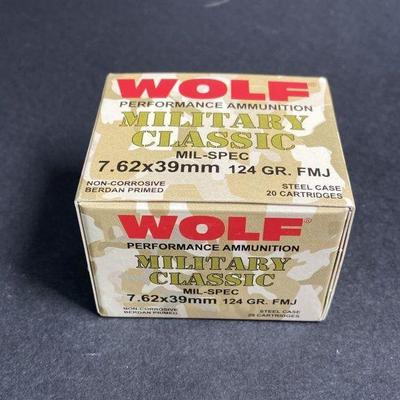 WOLF®
PERFORMANCE AMMUNITION
MILITARY
CLASSIC
MIL-SPEC
7.62x39mm 124 GR. FMJ
NON-CORROSIVE STEEL CASE
BERDAN PRIMED 20 CARTRIDGES
WOLF®
PERFORMANCE AMMUNITION
MILITARY
CLASSIC
MIL-SPEC
7.62x39mm 124 GR. FMJ
NON-CORROSIVE STEEL CASE
BERDAN PRIMED 20 CARTRIDGES